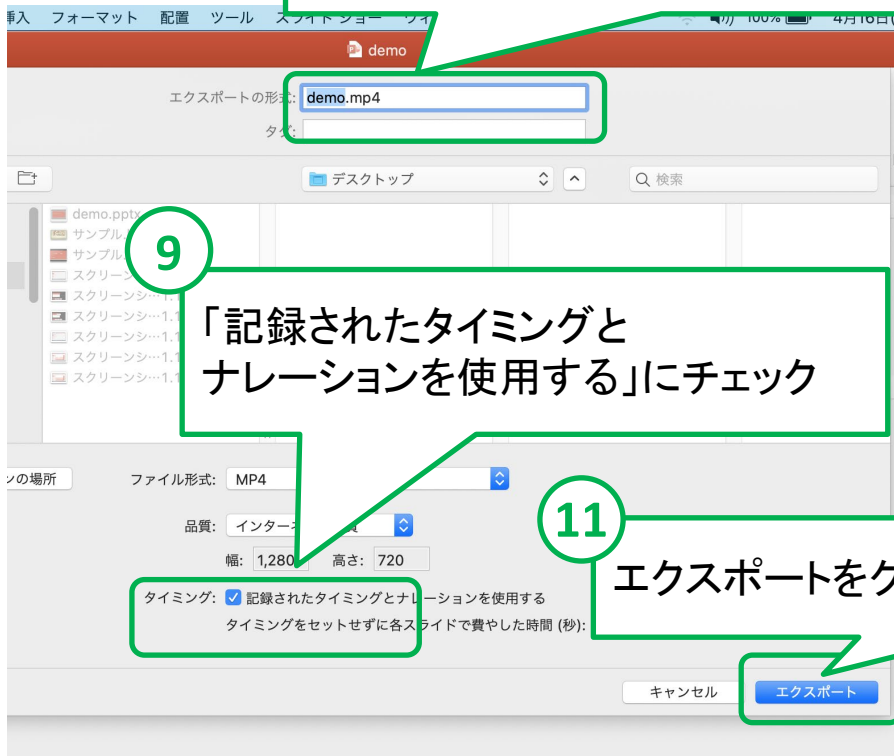 挿入 フォーマット 配置 ツール スライド ショー ウィ 100% 4月16日(
demo
エクスポートの形式: demo.mp4
タグ:
デスクトップ 検索
demo.pptx
サンプル.
サンプル.
9
スクリーンシ
スクリーンシ…1.1
スクリーンシ…1.1
スクリーンシ…1.1
スクリーンシ…1.1
スクリーンシ…1.1
「記録されたタイミングと
ナレーションを使用する」にチェック
ンの場所 ファイル形式: MP4
品質: インターネ
幅: 1,280 高さ: 720
11
エクスポートをク
タイミング: 記録されたタイミングとナレーションを使用する
タイミングをセットせずに各スライドで費やした時間 (秒):
キャンセル エクスポート